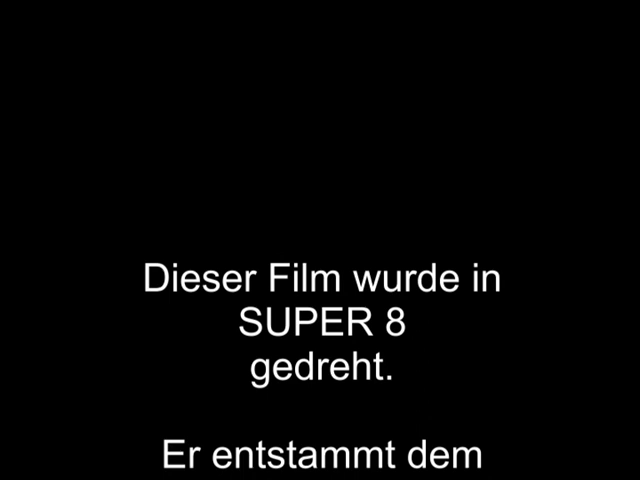 Dieser Film wurde in
SUPER 8
gedreht.
Er entstammt dem